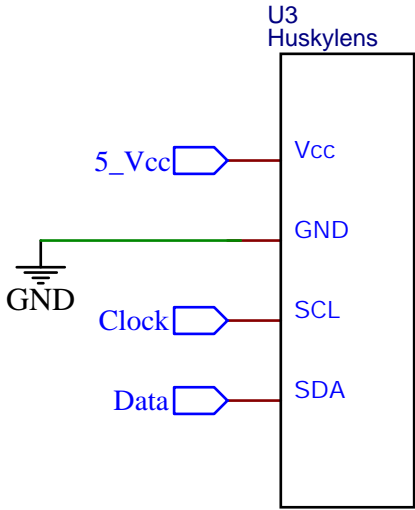 U3
Huskylens
5_Vcc Vcc
GND
GND
Clock SCL
Data SDA